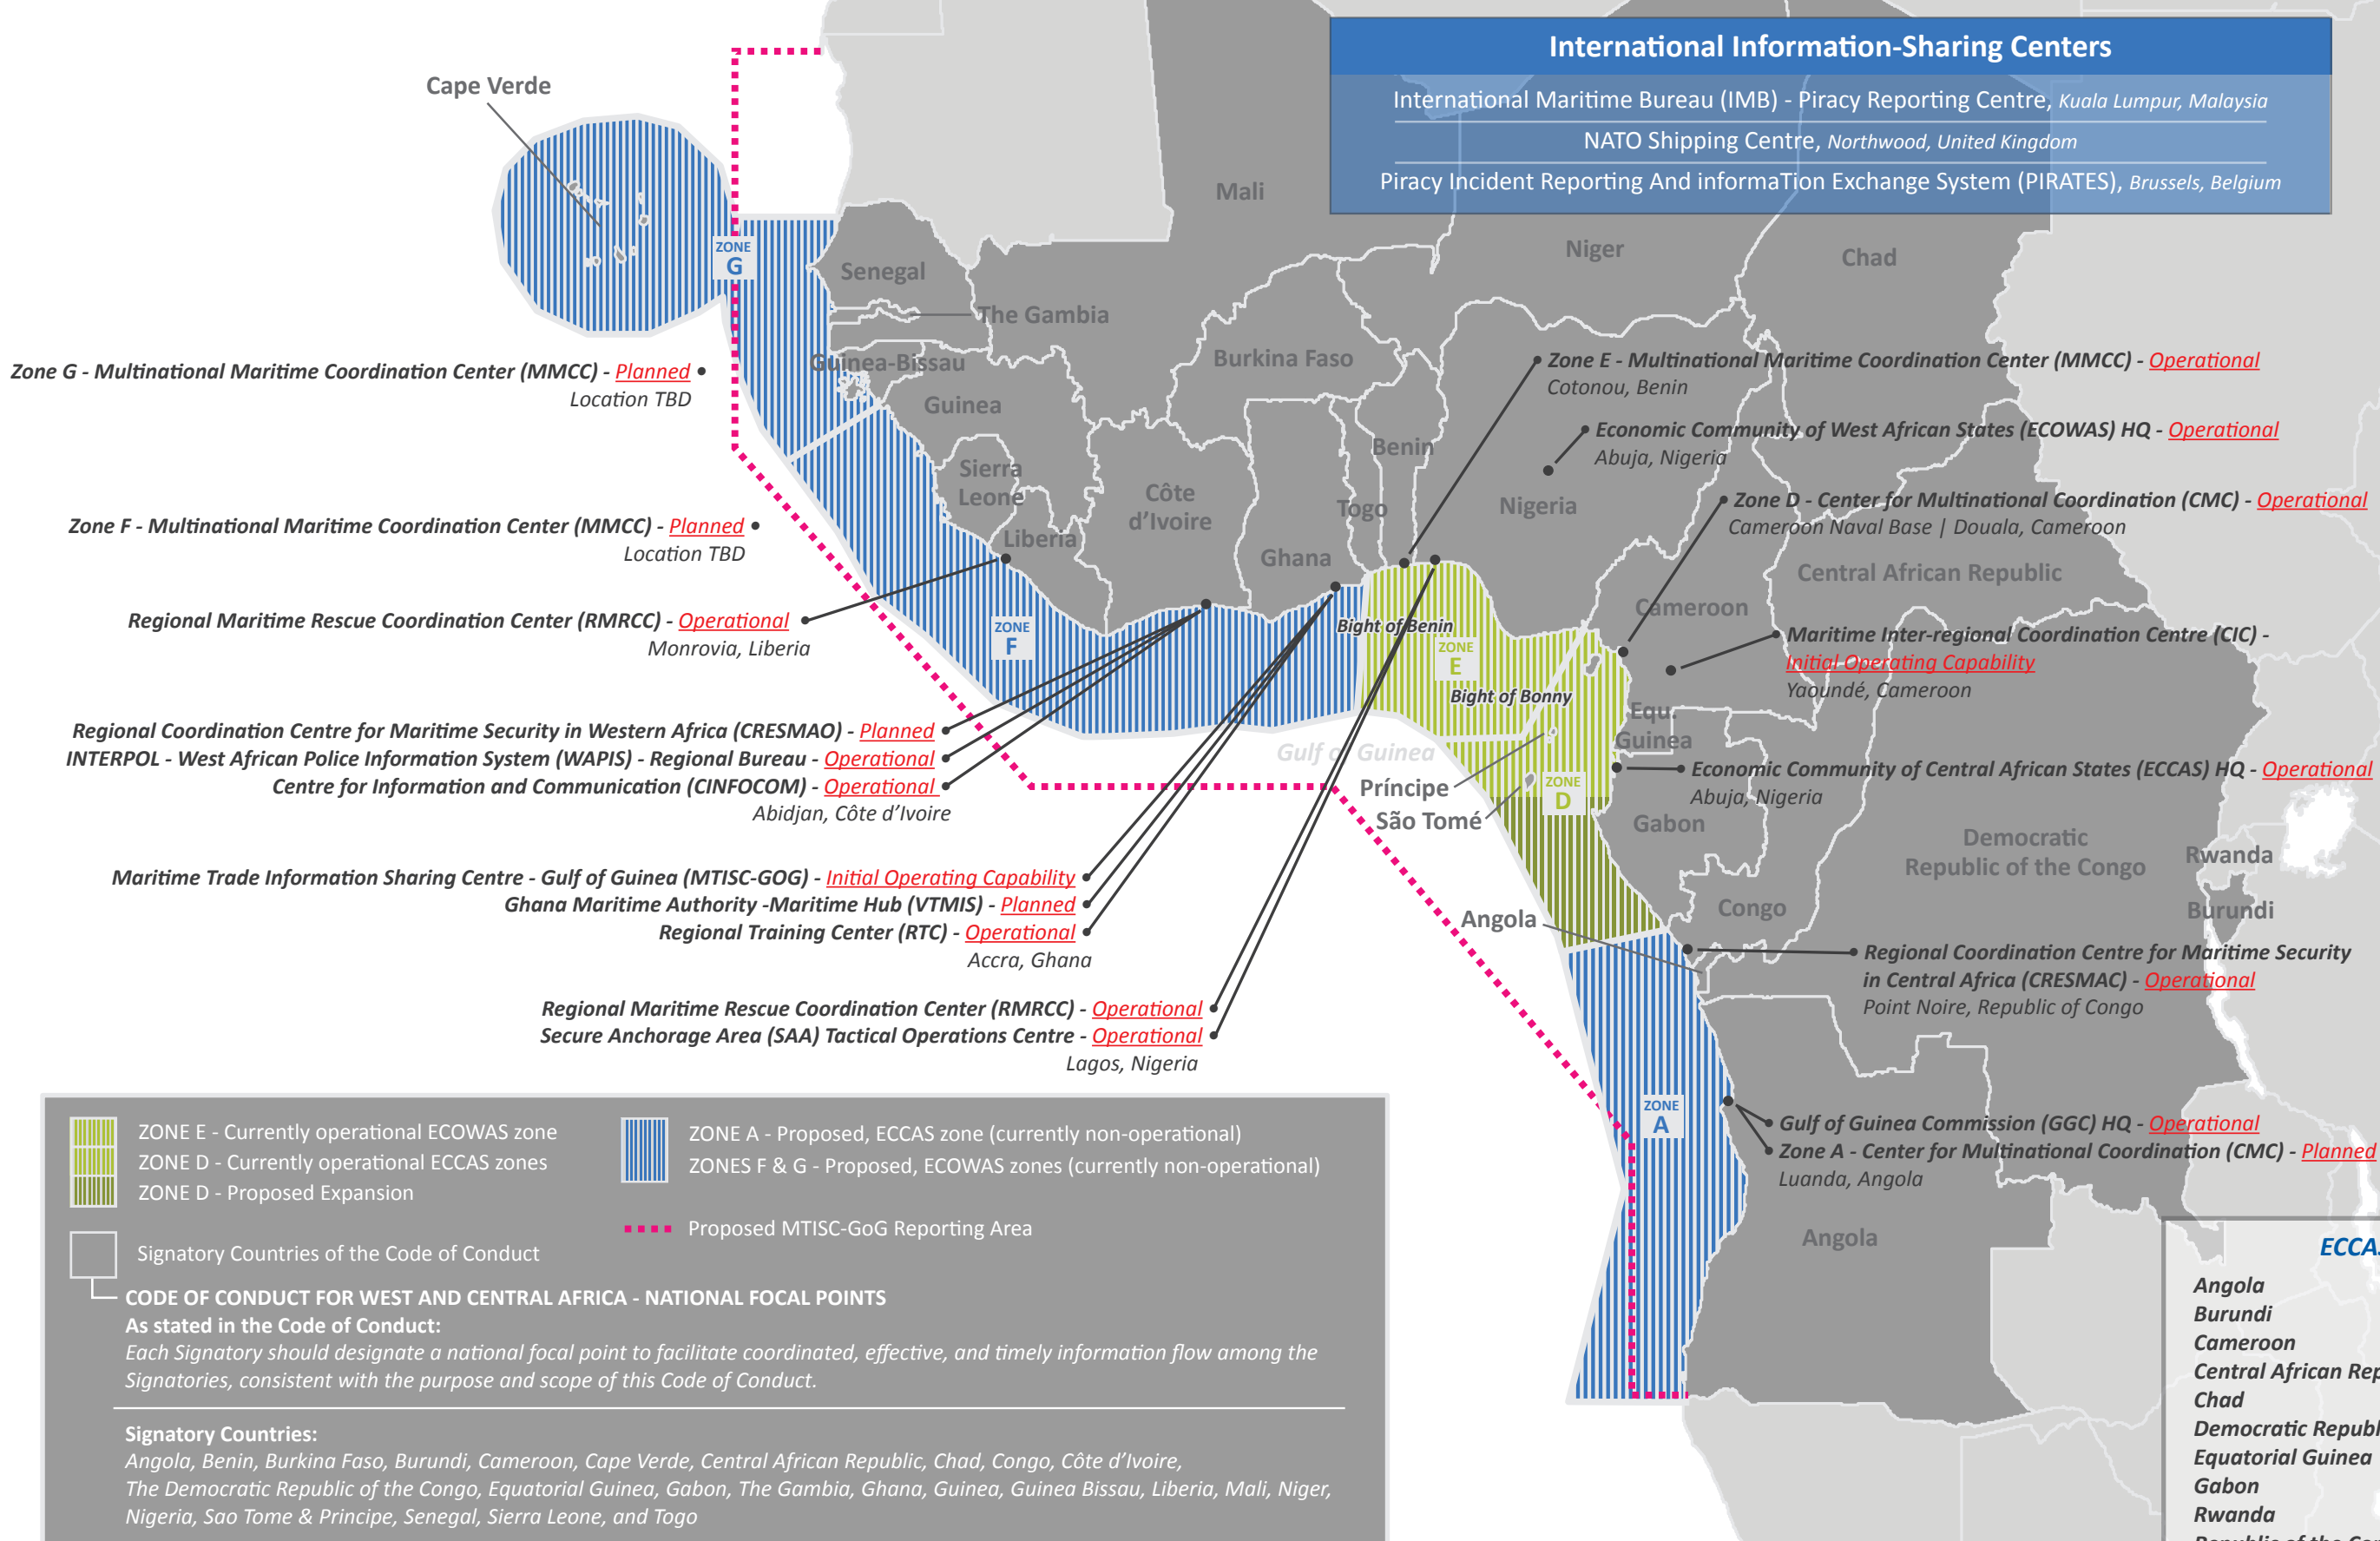 International Information-Sharing Centers
International Maritime Bureau (IMB) - Piracy Reporting Centre, Kuala Lumpur, Malaysia
NATO Shipping Centre, Northwood, United Kingdom
Piracy Incident Reporting And informaTion Exchange System (PIRATES), Brussels, Belgium
Cape Verde
Mali
Niger
Chad
ZONE
G
Senegal
The Gambia
Guinea-Bissau
Burkina Faso
Guinea
Benin
Sierra
Leone
Côte
d'Ivoire
Togo
Nigeria
Liberia
Ghana
Central African Republic
Cameroon
Bight of Benin
ZONE
F
ZONE
E
Bight of Bonny
Equ.
Guinea
Gulf of Guinea
Príncipe
São Tomé
ZONE
D
Gabon
Democratic
Republic of the Congo
Rwanda
Burundi
Congo
Angola
ZONE
A
Angola
Zone G - Multinational Maritime Coordination Center (MMCC) - Planned
Location TBD
Zone F - Multinational Maritime Coordination Center (MMCC) - Planned
Location TBD
Regional Maritime Rescue Coordination Center (RMRCC) - Operational
Monrovia, Liberia
Regional Coordination Centre for Maritime Security in Western Africa (CRESMAO) - Planned
INTERPOL - West African Police Information System (WAPIS) - Regional Bureau - Operational
Centre for Information and Communication (CINFOCOM) - Operational
Abidjan, Côte d'Ivoire
Maritime Trade Information Sharing Centre - Gulf of Guinea (MTISC-GOG) - Initial Operating Capability
Ghana Maritime Authority -Maritime Hub (VTMIS) - Planned
Regional Training Center (RTC) - Operational
Accra, Ghana
Regional Maritime Rescue Coordination Center (RMRCC) - Operational
Secure Anchorage Area (SAA) Tactical Operations Centre - Operational
Lagos, Nigeria
Zone E - Multinational Maritime Coordination Center (MMCC) - Operational
Cotonou, Benin
Economic Community of West African States (ECOWAS) HQ - Operational
Abuja, Nigeria
Zone D - Center for Multinational Coordination (CMC) - Operational
Cameroon Naval Base | Douala, Cameroon
Maritime Inter-regional Coordination Centre (CIC) -
Initial Operating Capability
Yaoundé, Cameroon
Economic Community of Central African States (ECCAS) HQ - Operational
Abuja, Nigeria
Regional Coordination Centre for Maritime Security
in Central Africa (CRESMAC) - Operational
Point Noire, Republic of Congo
Gulf of Guinea Commission (GGC) HQ - Operational
Zone A - Center for Multinational Coordination (CMC) - Planned
Luanda, Angola
ZONE E - Currently operational ECOWAS zone
ZONE D - Currently operational ECCAS zones
ZONE D - Proposed Expansion
ZONE A - Proposed, ECCAS zone (currently non-operational)
ZONES F & G - Proposed, ECOWAS zones (currently non-operational)
Proposed MTISC-GoG Reporting Area
Signatory Countries of the Code of Conduct
CODE OF CONDUCT FOR WEST AND CENTRAL AFRICA - NATIONAL FOCAL POINTS
As stated in the Code of Conduct:
Each Signatory should designate a national focal point to facilitate coordinated, effective, and timely information flow among the
Signatories, consistent with the purpose and scope of this Code of Conduct.
Signatory Countries:
Angola, Benin, Burkina Faso, Burundi, Cameroon, Cape Verde, Central African Republic, Chad, Congo, Côte d'Ivoire,
The Democratic Republic of the Congo, Equatorial Guinea, Gabon, The Gambia, Ghana, Guinea, Guinea Bissau, Liberia, Mali, Niger,
Nigeria, Sao Tome & Principe, Senegal, Sierra Leone, and Togo
ECCAS
Angola
Burundi
Cameroon
Central African Rep
Chad
Democratic Republ
Equatorial Guinea
Gabon
Rwanda
Republic of the Con